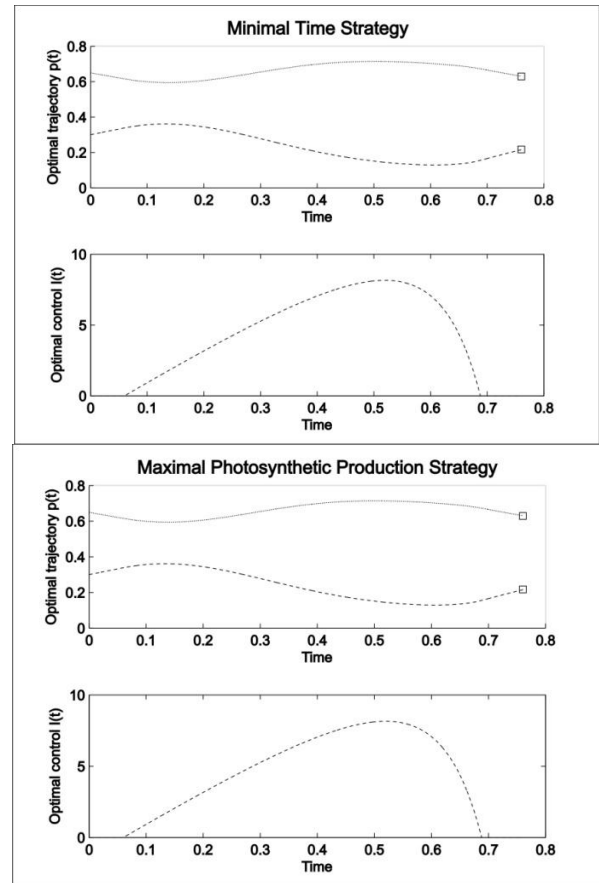 Minimal Time Strategy
Optimal trajectory p(t)
0.8
0.6
0.4
0.2
0
0 0.1 0.2 0.3 0.4 0.5 0.6 0.7 0.8
Time
Optimal control I(t)
10
5
0
0 0.1 0.2 0.3 0.4 0.5 0.6 0.7 0.8
Time
Maximal Photosynthetic Production Strategy
Optimal trajectory p(t)
0.8
0.6
0.4
0.2
0
0 0.1 0.2 0.3 0.4 0.5 0.6 0.7 0.8
Time
Optimal control I(t)
10
5
0
0 0.1 0.2 0.3 0.4 0.5 0.6 0.7 0.8
Time